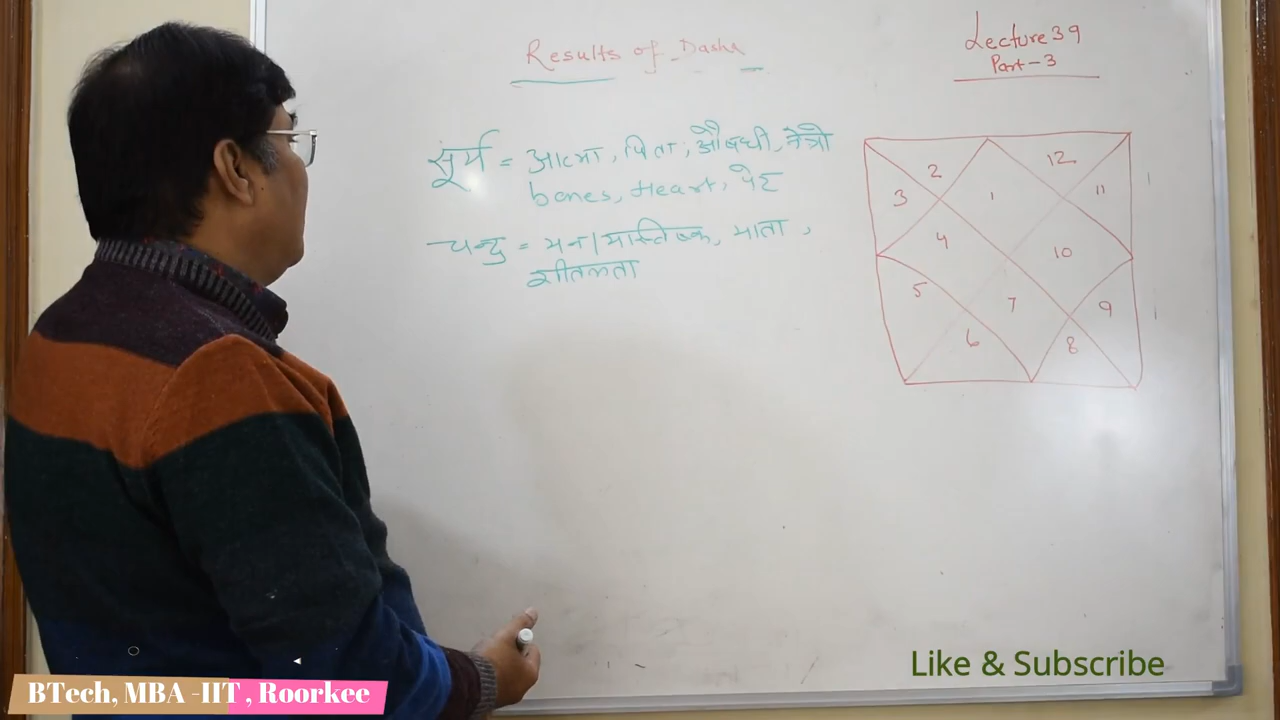 Results of Dasha
Lecture 39
Part-3
सूर्य = आत्मा, पिता, औषधी, नेत्रो
bones, Heart, पेट
चन्द्र = मन/मास्तिष्क, माता,
शीतलता
2
12
3
1
11
4
10
5
7
9
6
8
Like & Subscribe
BTech, MBA -IIT , Roorkee